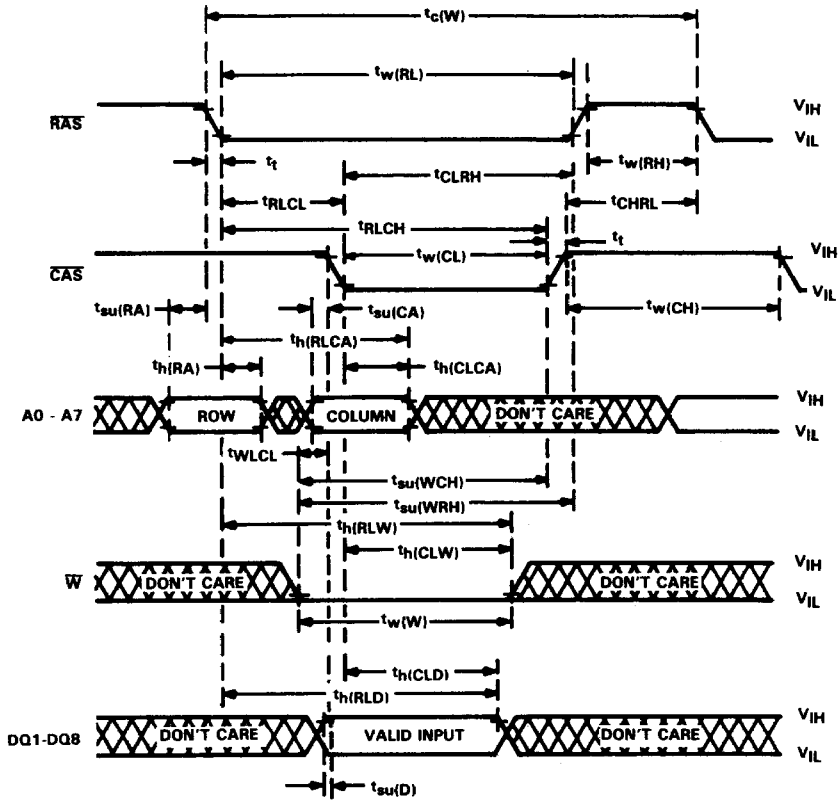 tc(W)
tw(RL)
RAS
VIH
VIL
tt
tCLRH
tw(RH)
tRLCL
tCHRL
tRLCH
tt
CAS
tw(CL)
VIH
VIL
tsu(RA)
tsu(CA)
tw(CH)
th(RLCA)
th(RA)
th(CLCA)
A0 - A7
ROW
COLUMN
DON'T CARE
VIH
VIL
tWLCL
tsu(WCH)
tsu(WRH)
th(RLW)
th(CLW)
W
DON'T CARE
DON'T CARE
VIH
VIL
tw(W)
th(CLD)
th(RLD)
DQ1-DQ8
DON'T CARE
VALID INPUT
DON'T CARE
VIH
VIL
tsu(D)